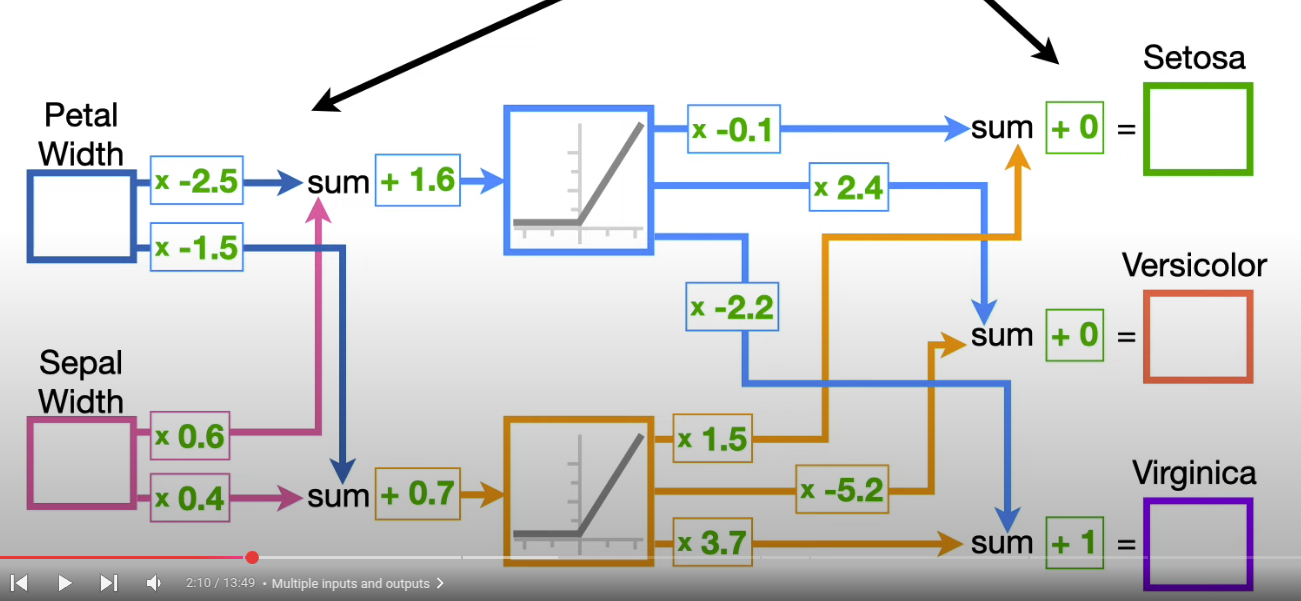 Setosa
Petal
Width
x -2.5
sum
+ 1.6
x -0.1
sum
+ 0
=
x 2.4
x -1.5
Versicolor
x -2.2
sum
+ 0
=
Sepal
Width
x 0.6
x 1.5
Virginica
x 0.4
sum
+ 0.7
x -5.2
x 3.7
sum
+ 1
=
2:10 / 13:49 • Multiple inputs and outputs >